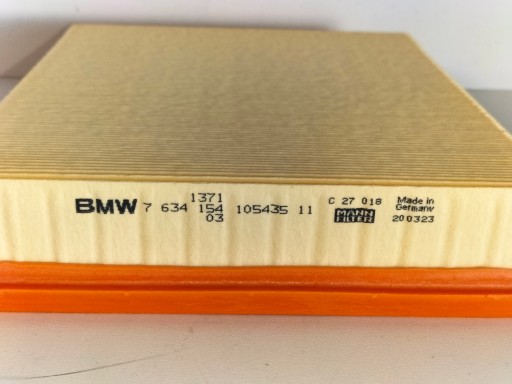 1371
BMW 7 634 154 105435 11
03
C 27 018
MANN
FILTER
Made in
Germany
200323